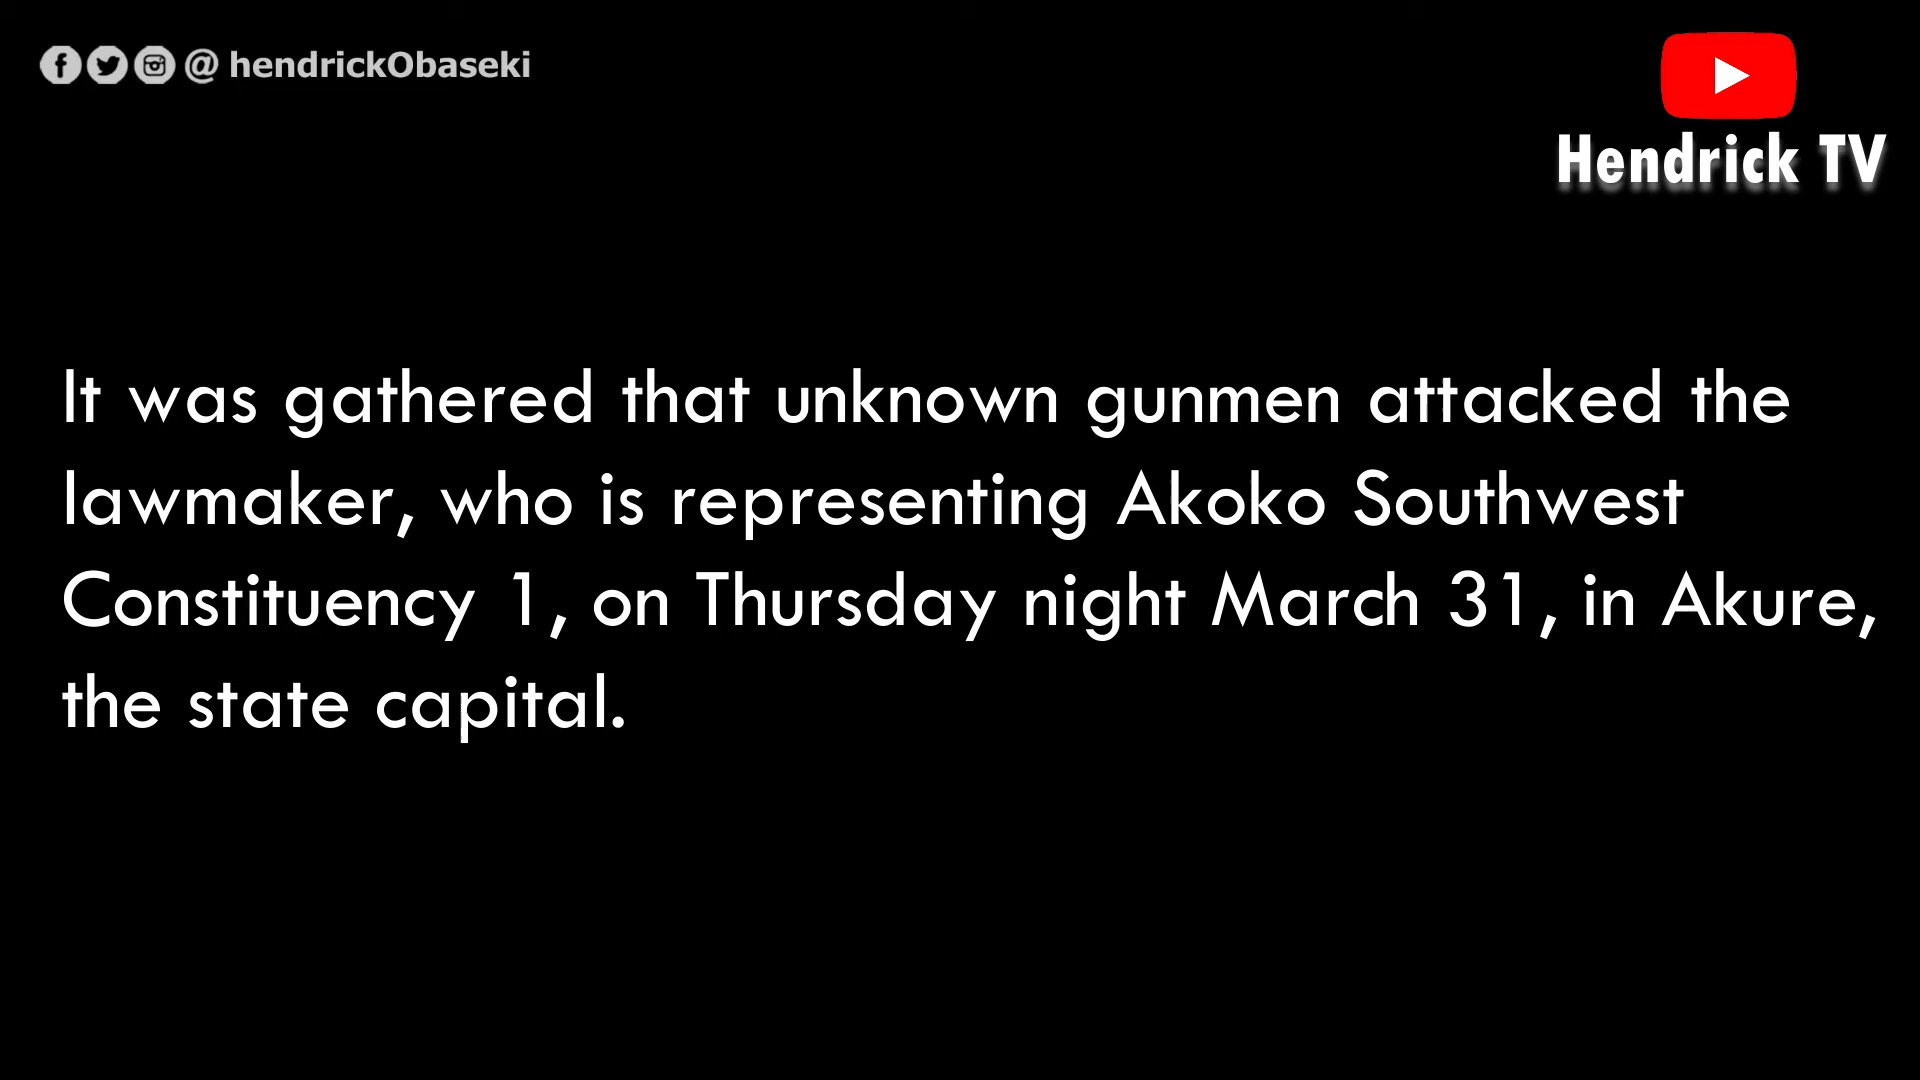 @ hendrickObaseki
Hendrick TV
It was gathered that unknown gunmen attacked the
lawmaker, who is representing Akoko Southwest
Constituency 1, on Thursday night March 31, in Akure,
the state capital.